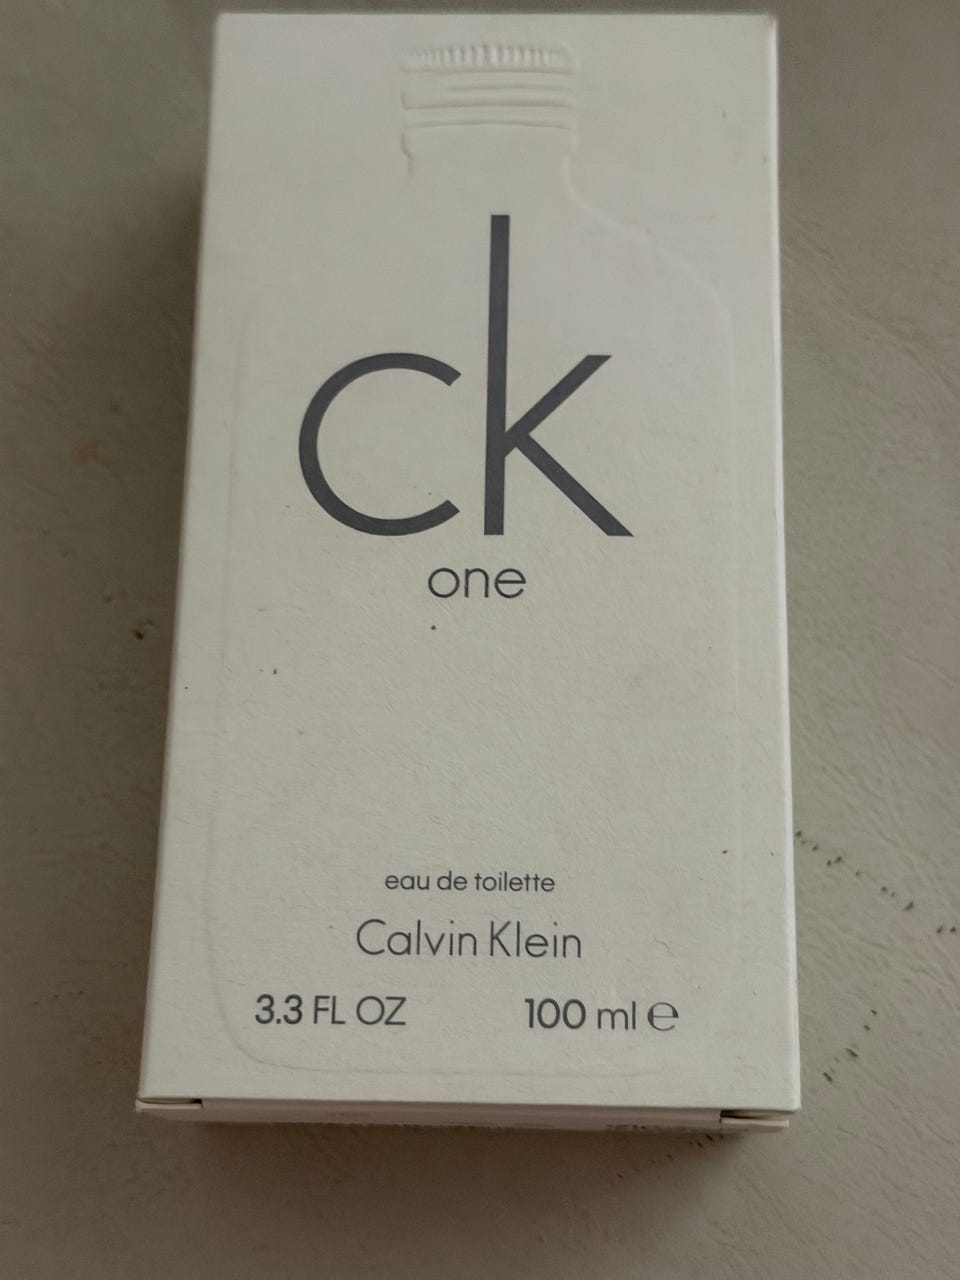 ck
one
eau de toilette
Calvin Klein
3.3 FL OZ 100 ml ℮